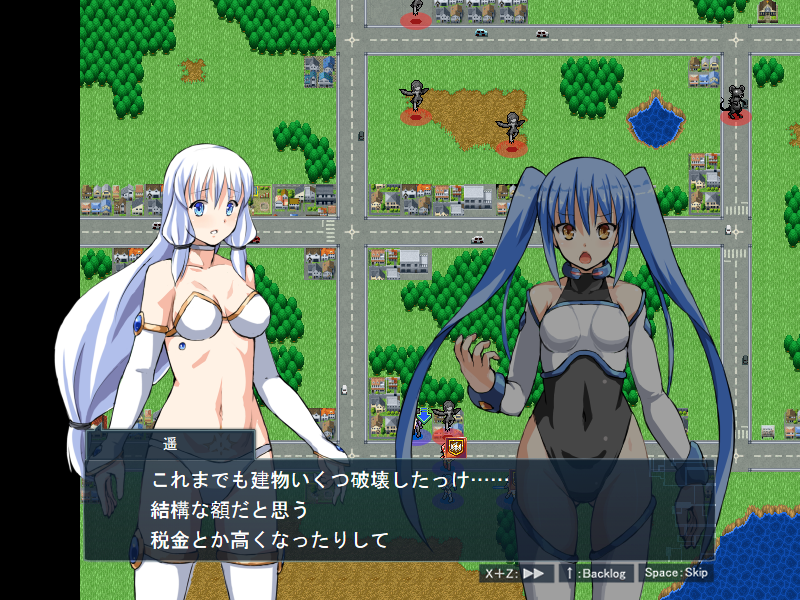 遥
これまでも建物いくつ破壊したっけ……
結構な額だと思う
税金とか高くなったりして
X+Z:▶▶ ↑:Backlog Space:Skip